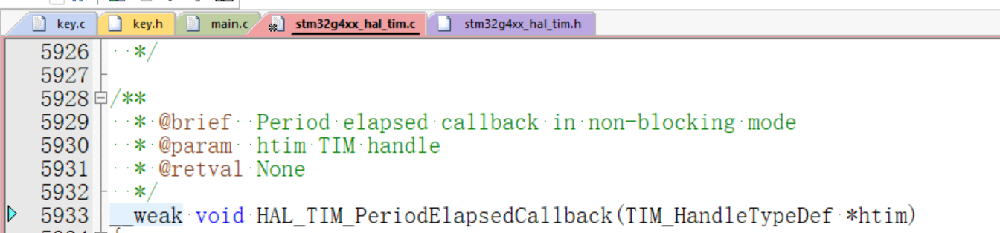 key.c key.h main.c stm32g4xx_hal_tim.c stm32g4xx_hal_tim.h
5926 */
5927
5928 /**
5929 * @brief Period elapsed callback in non-blocking mode
5930 * @param htim TIM handle
5931 * @retval None
5932 */
5933 __weak void HAL_TIM_PeriodElapsedCallback(TIM_HandleTypeDef *htim)